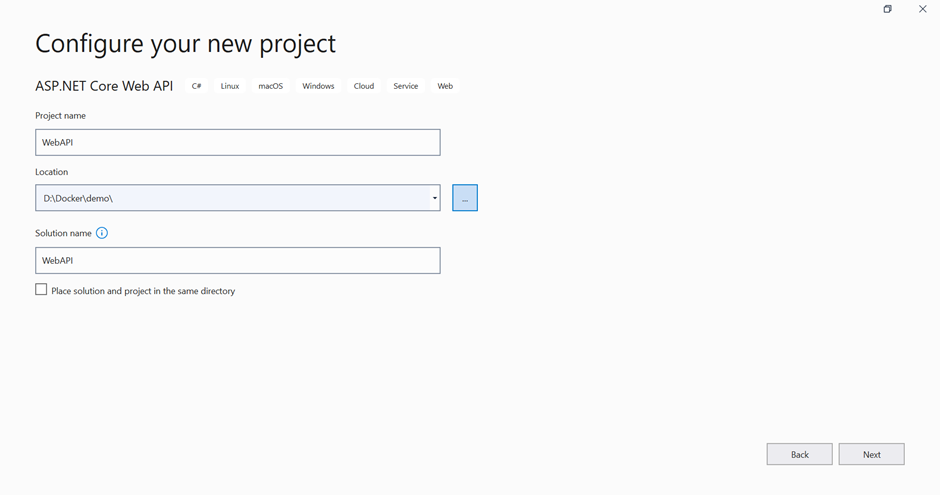 Configure your new project
ASP.NET Core Web API C# Linux macOS Windows Cloud Service Web
Project name
WebAPI
Location
D:\Docker\demo\
...
Solution name
WebAPI
Place solution and project in the same directory
Back Next